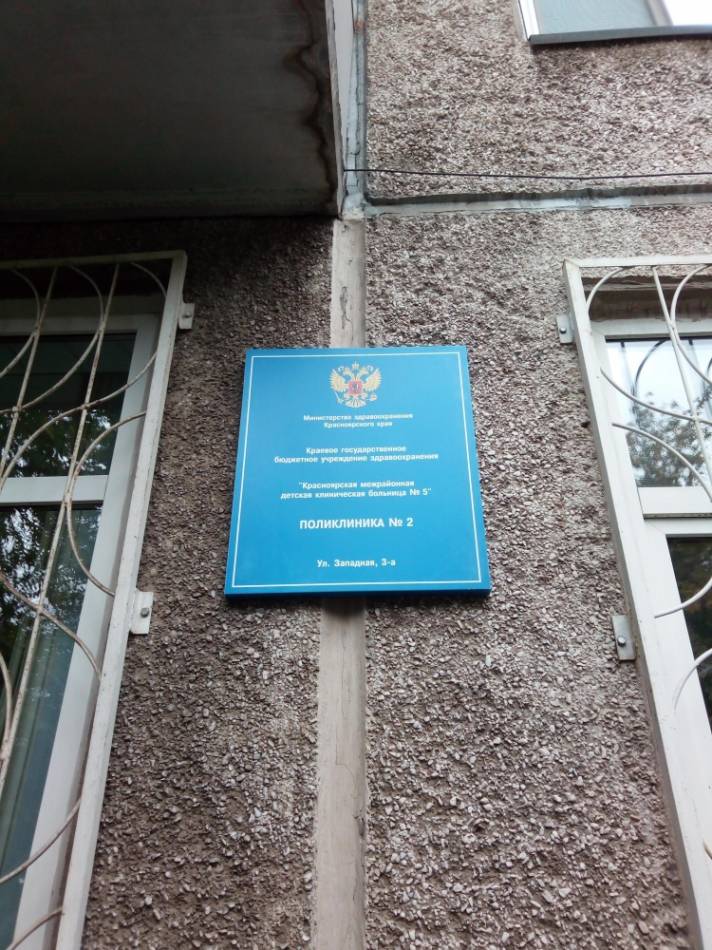 Министерство здравоохранения
Красноярского края
Краевое государственное
бюджетное учреждение здравоохранения
"Красноярская межрайонная
детская клиническая больница № 5"
ПОЛИКЛИНИКА № 2
Ул. Западная, 3-а